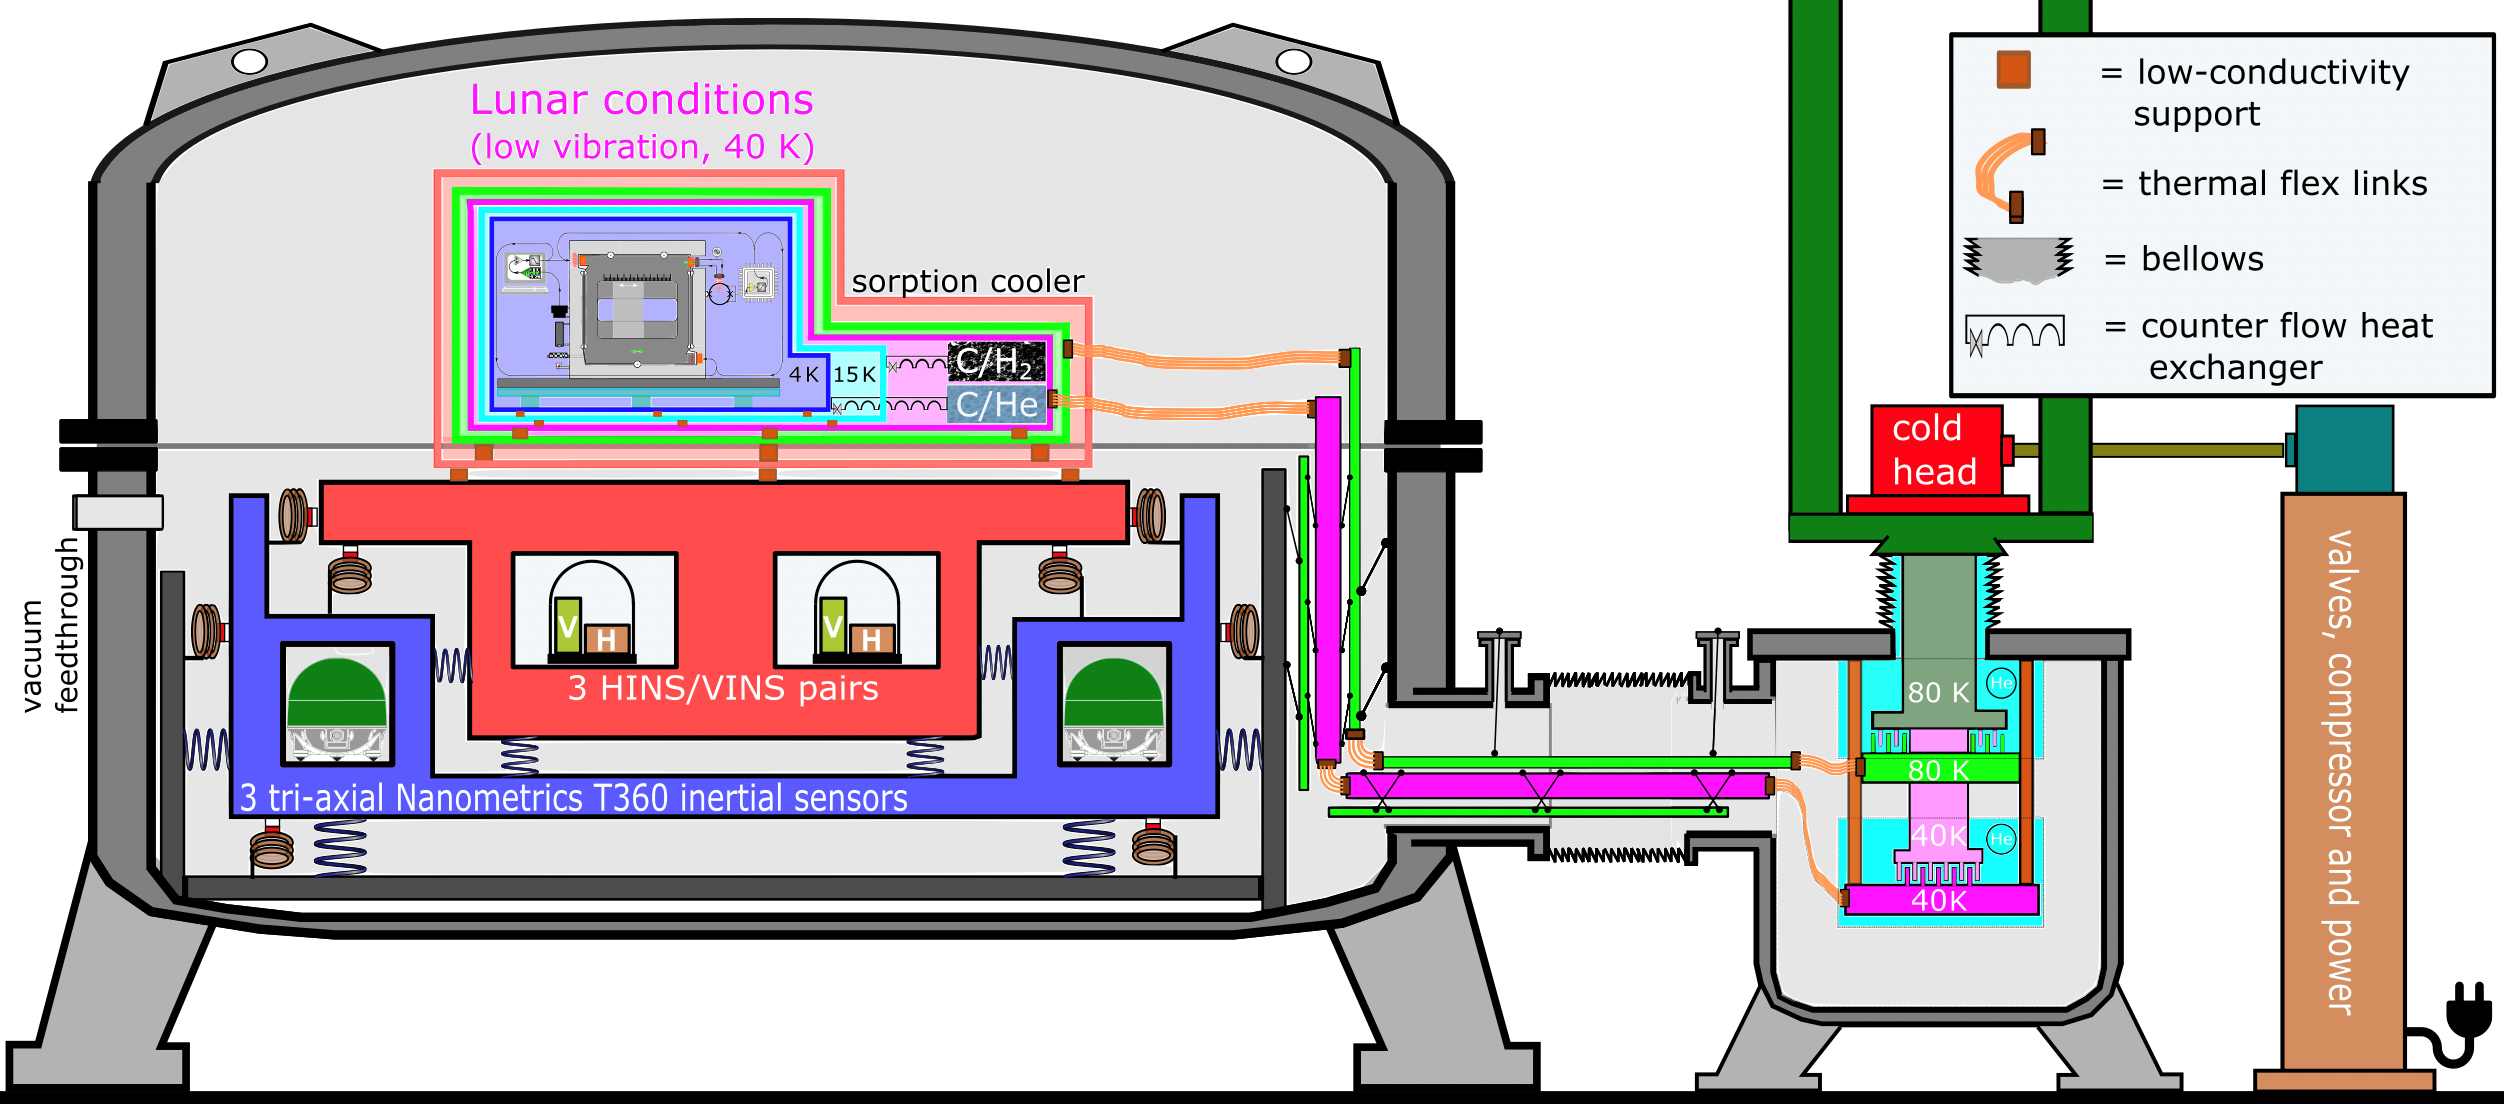 Lunar conditions
(low vibration, 40 K)
sorption cooler
C/H₂
4K
15K
C/He
vacuum
feedthrough
V
H
V
H
3 HINS/VINS pairs
3 tri-axial Nanometrics T360 inertial sensors
= low-conductivity
support
= thermal flex links
= bellows
= counter flow heat
exchanger
cold
head
80 K
He
80 K
40K
He
40K
valves, compressor and power